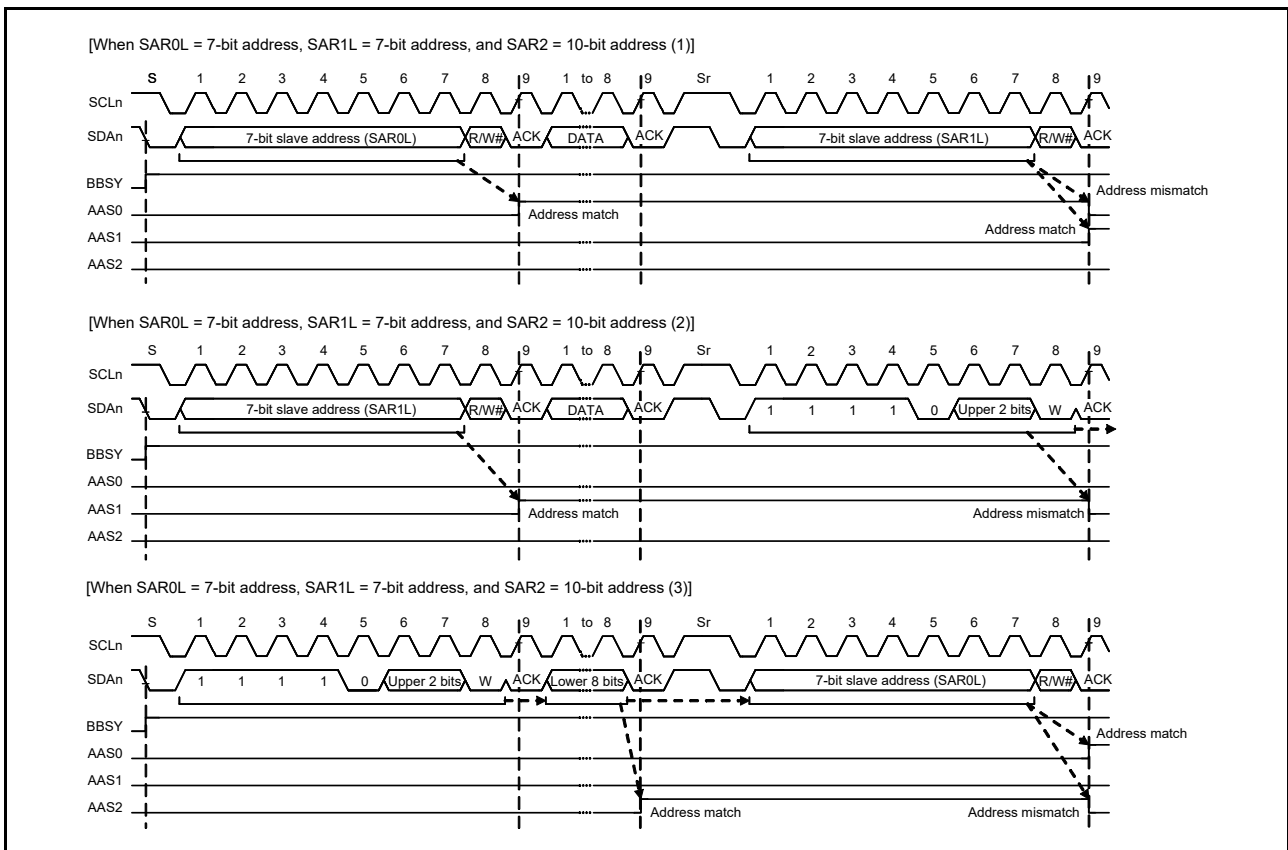 [When SAR0L = 7-bit address, SAR1L = 7-bit address, and SAR2 = 10-bit address (1)]
S 1 2 3 4 5 6 7 8 9 1 to 8 9 Sr 1 2 3 4 5 6 7 8 9
SCLn
SDAn 7-bit slave address (SAR0L) R/W# ACK DATA ACK 7-bit slave address (SAR1L) R/W# ACK
BBSY
Address mismatch
AAS0 Address match
AAS1 Address match
AAS2
[When SAR0L = 7-bit address, SAR1L = 7-bit address, and SAR2 = 10-bit address (2)]
S 1 2 3 4 5 6 7 8 9 1 to 8 9 Sr 1 2 3 4 5 6 7 8 9
SCLn
SDAn 7-bit slave address (SAR1L) R/W# ACK DATA ACK 1 1 1 1 0 Upper 2 bits W ACK
BBSY
AAS0
AAS1 Address match Address mismatch
AAS2
[When SAR0L = 7-bit address, SAR1L = 7-bit address, and SAR2 = 10-bit address (3)]
S 1 2 3 4 5 6 7 8 9 1 to 8 9 Sr 1 2 3 4 5 6 7 8 9
SCLn
SDAn 1 1 1 1 0 Upper 2 bits W ACK Lower 8 bits ACK 7-bit slave address (SAR0L) R/W# ACK
BBSY
Address match
AAS0
AAS1
AAS2 Address match Address mismatch